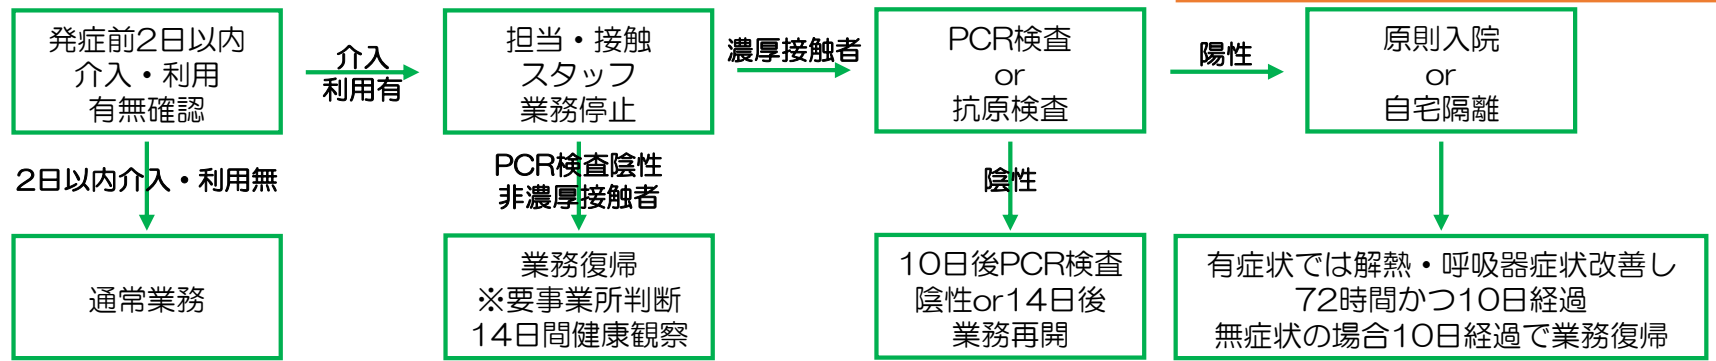 発症前2日以内
介入・利用
有無確認
介入
利用有
担当・接触
スタッフ
業務停止
濃厚接触者
PCR検査
or
抗原検査
陽性
原則入院
or
自宅隔離
2日以内介入・利用無
PCR検査陰性
非濃厚接触者
陰性
通常業務
業務復帰
※要事業所判断
14日間健康観察
10日後PCR検査
陰性or14日後
業務再開
有症状では解熱・呼吸器症状改善し
72時間かつ10日経過
無症状の場合10日経過で業務復帰